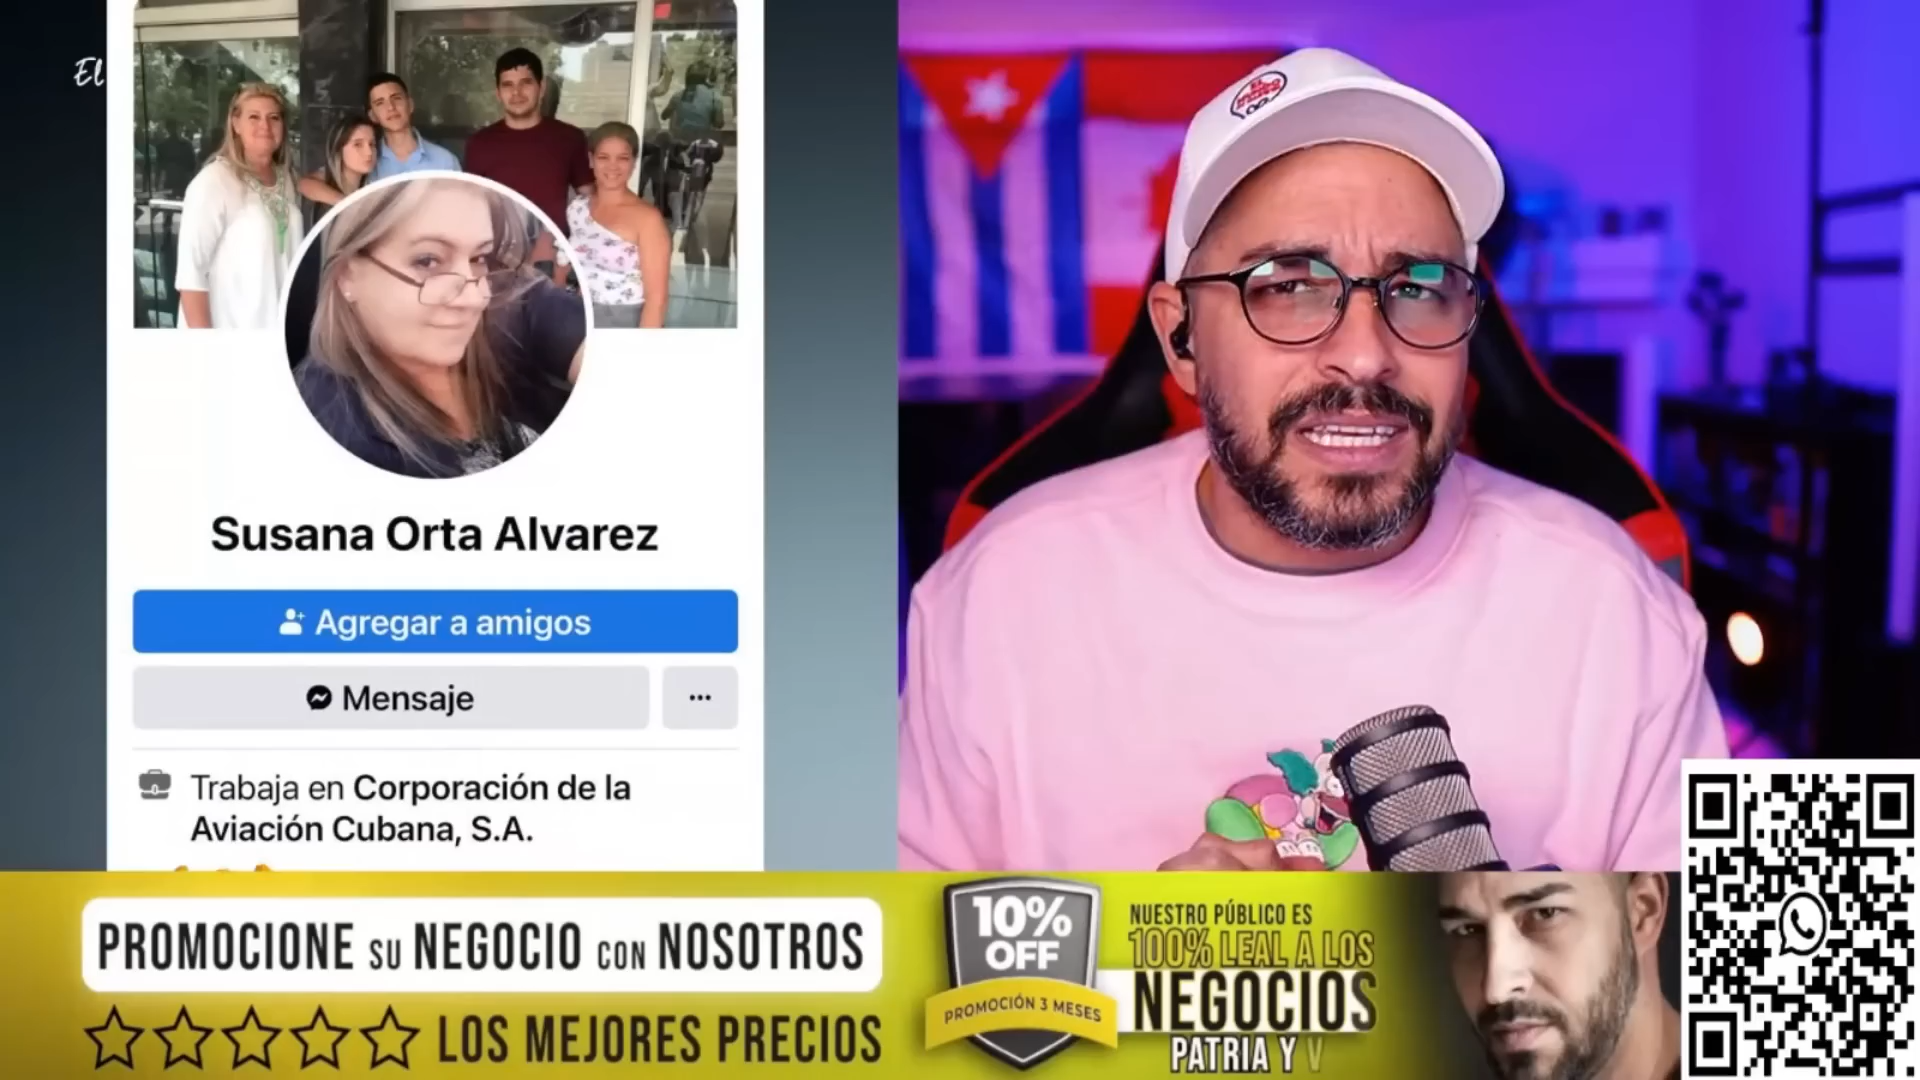 El
Susana Orta Alvarez
Agregar a amigos
Mensaje
Trabaja en Corporación de la
Aviación Cubana, S.A.
PROMOCIONE SU NEGOCIO CON NOSOTROS
LOS MEJORES PRECIOS
10%
OFF
PROMOCIÓN 3 MESES
NUESTRO PÚBLICO ES
100% LEAL A LOS
NEGOCIOS
PATRIA Y V